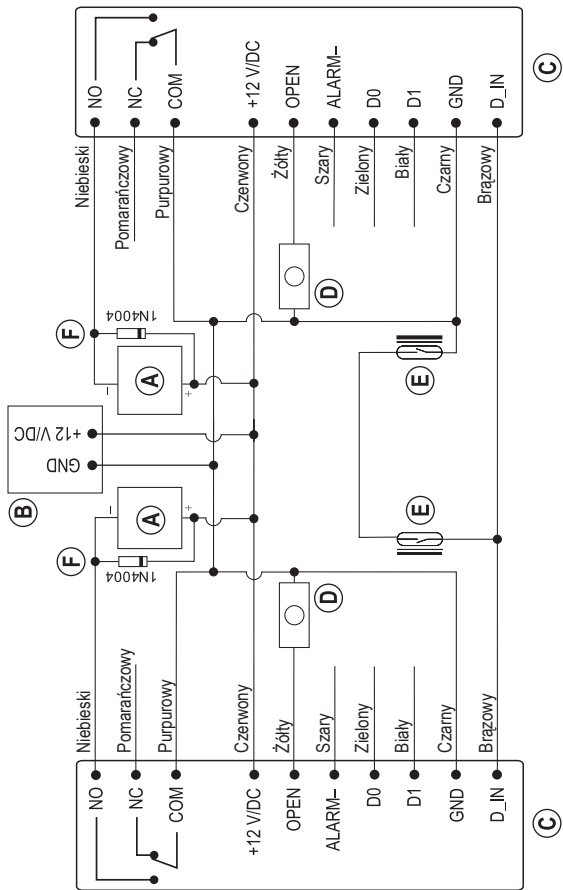 NO
NC
COM
+12 V/DC
OPEN
ALARM–
D0
D1
GND
D_IN
C
Niebieski
Pomarańczowy
Purpurowy
Czerwony
Żółty
Szary
Zielony
Biały
Czarny
Brązowy
F
1N4004
A
–
+
D
E
B
GND
+12 V/DC
F
1N4004
A
–
+
D
E
Niebieski
Pomarańczowy
Purpurowy
Czerwony
Żółty
Szary
Zielony
Biały
Czarny
Brązowy
NO
NC
COM
+12 V/DC
OPEN
ALARM–
D0
D1
GND
D_IN
C